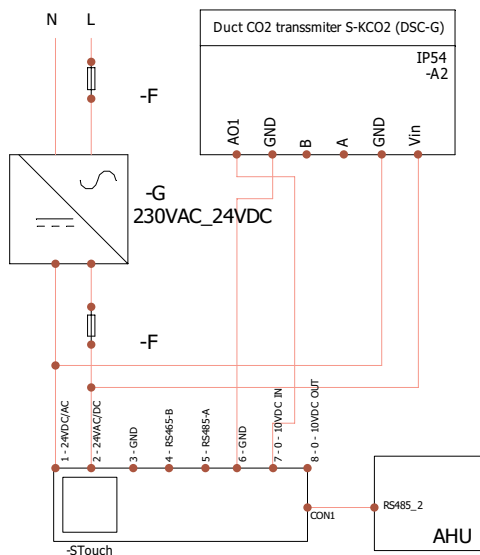 N L
Duct CO2 transsmiter S-KCO2 (DSC-G)
IP54
-A2
-F
AO1
GND
B
A
GND
Vin
-G
230VAC_24VDC
-F
1 - 24VDC/AC
2 - 24VAC/DC
3 - GND
4 - RS465-B
5 - RS485-A
6 - GND
7 - 0 - 10VDC IN
8 - 0 - 10VDC OUT
CON1
RS485_2
AHU
-STouch